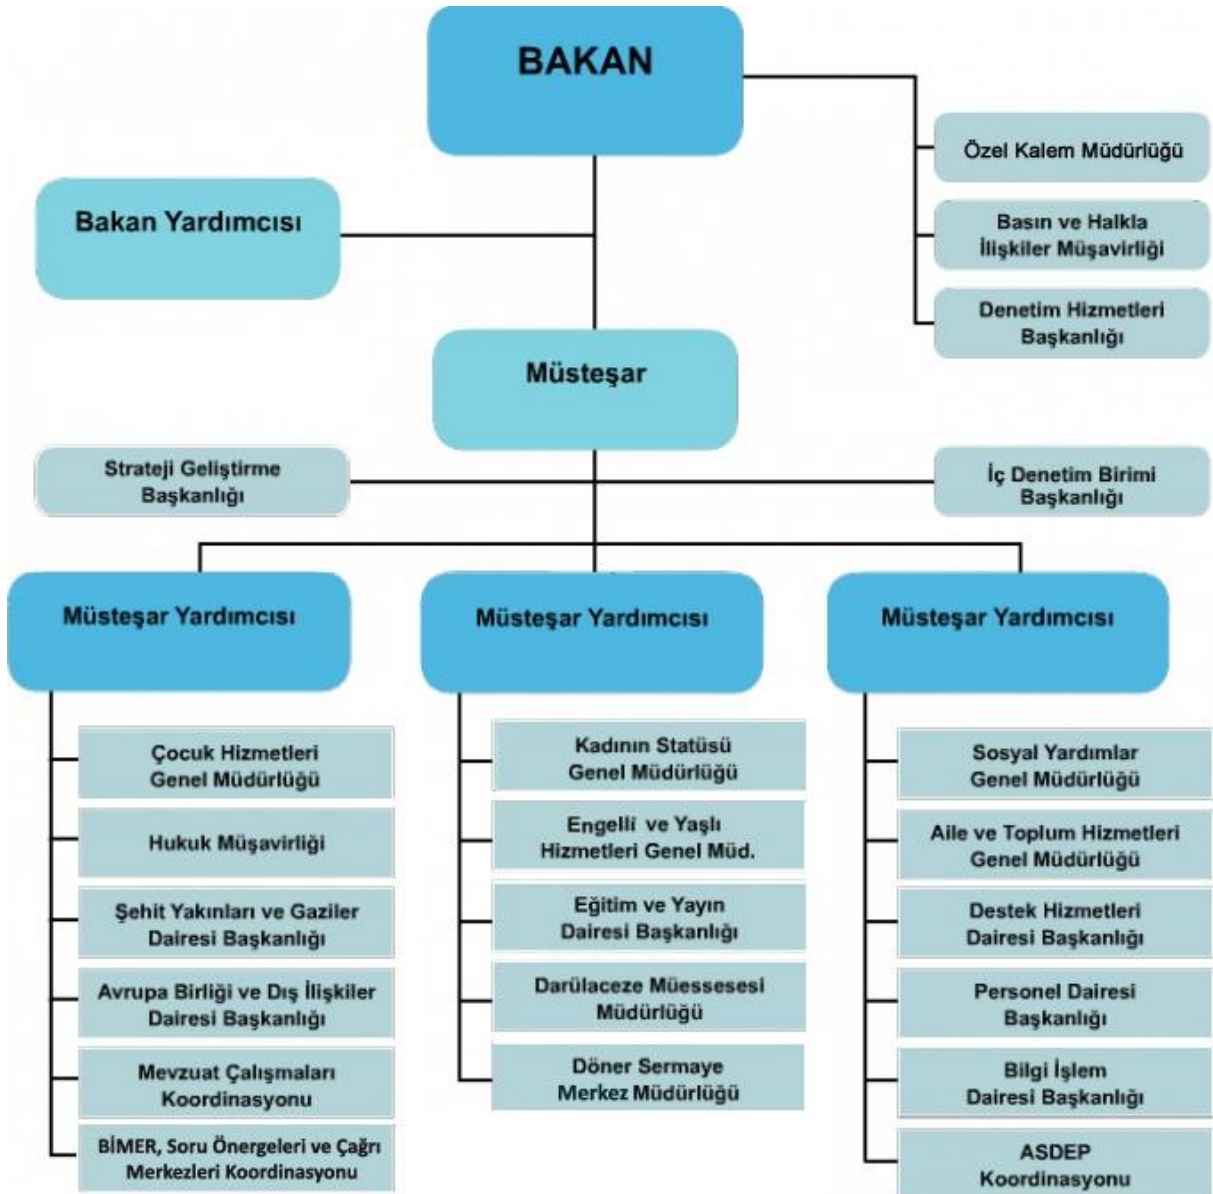 BAKAN
Özel Kalem Müdürlüğü
Bakan Yardımcısı
Basın ve Halkla
İlişkiler Müşavirliği
Denetim Hizmetleri
Başkanlığı
Müsteşar
Strateji Geliştirme
Başkanlığı
İç Denetim Birimi
Başkanlığı
Müsteşar Yardımcısı
Çocuk Hizmetleri
Genel Müdürlüğü
Hukuk Müşavirliği
Şehit Yakınları ve Gaziler
Dairesi Başkanlığı
Avrupa Birliği ve Dış İlişkiler
Dairesi Başkanlığı
Mevzuat Çalışmaları
Koordinasyonu
BİMER, Soru Önergeleri ve Çağrı
Merkezleri Koordinasyonu
Müsteşar Yardımcısı
Kadının Statüsü
Genel Müdürlüğü
Engelli ve Yaşlı
Hizmetleri Genel Müd.
Eğitim ve Yayın
Dairesi Başkanlığı
Darülaceze Müessesesi
Müdürlüğü
Döner Sermaye
Merkez Müdürlüğü
Müsteşar Yardımcısı
Sosyal Yardımlar
Genel Müdürlüğü
Aile ve Toplum Hizmetleri
Genel Müdürlüğü
Destek Hizmetleri
Dairesi Başkanlığı
Personel Dairesi
Başkanlığı
Bilgi İşlem
Dairesi Başkanlığı
ASDEP
Koordinasyonu